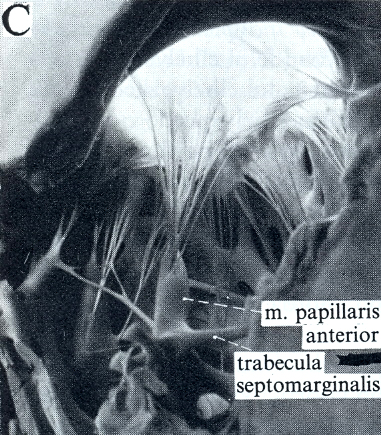 C
m. papillaris
anterior
trabecula
septomarginalis